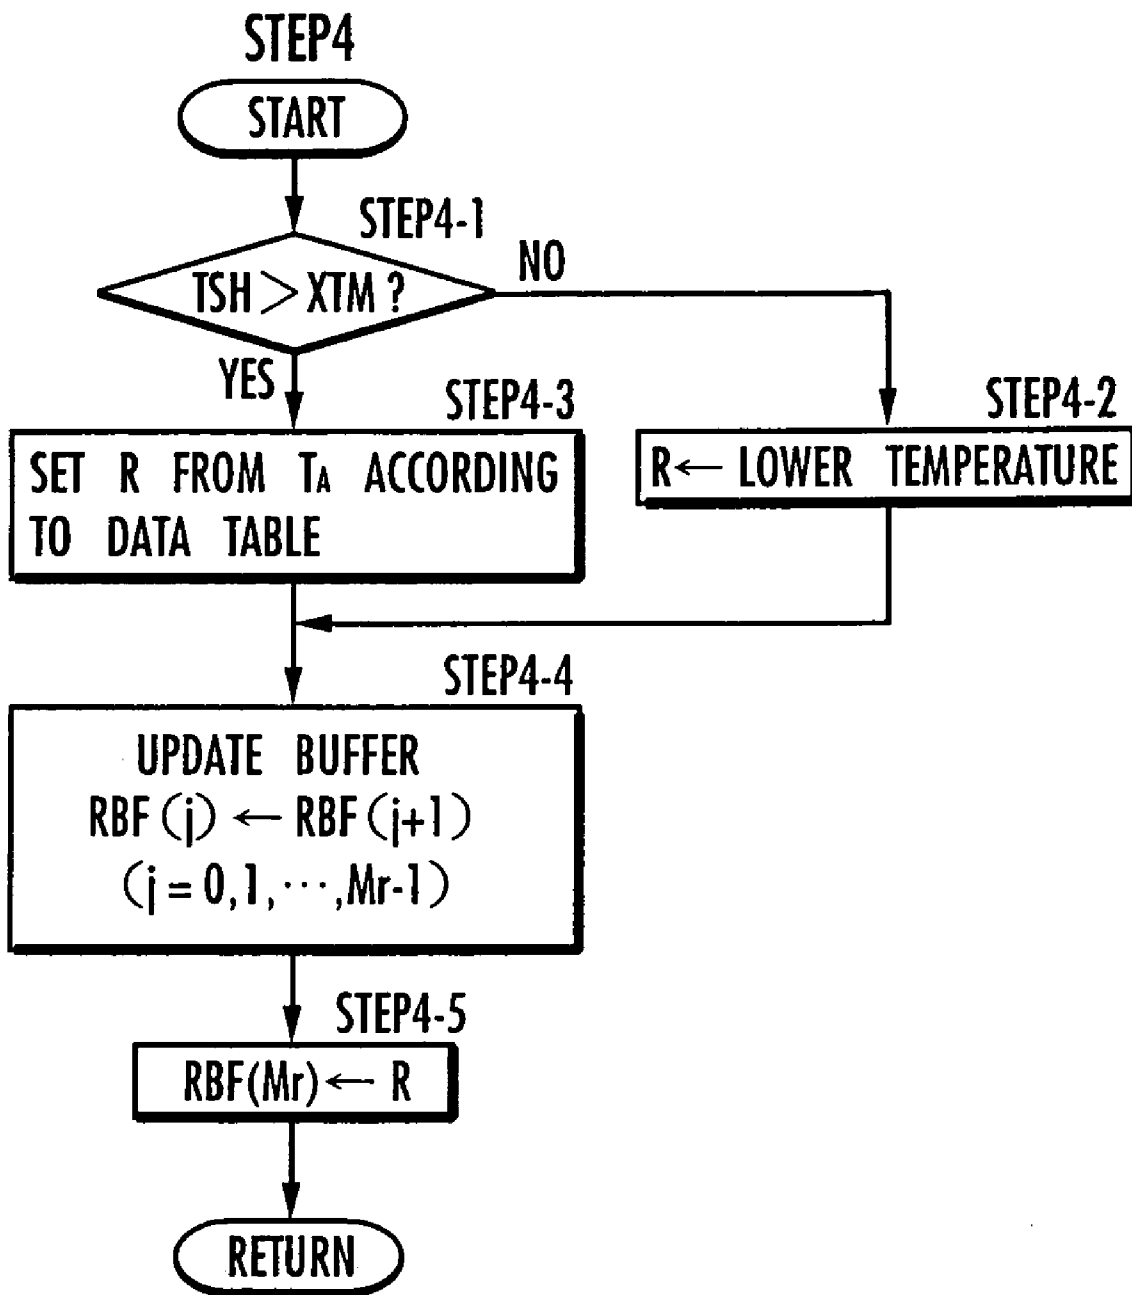 STEP4
START
STEP4-1
TSH > XTM ?
NO
YES
STEP4-3
SET R FROM TA ACCORDING
TO DATA TABLE
STEP4-2
R← LOWER TEMPERATURE
STEP4-4
UPDATE BUFFER
RBF (j) ← RBF (j+1)
(j = 0,1,⋯,Mr-1)
STEP4-5
RBF(Mr)← R
RETURN